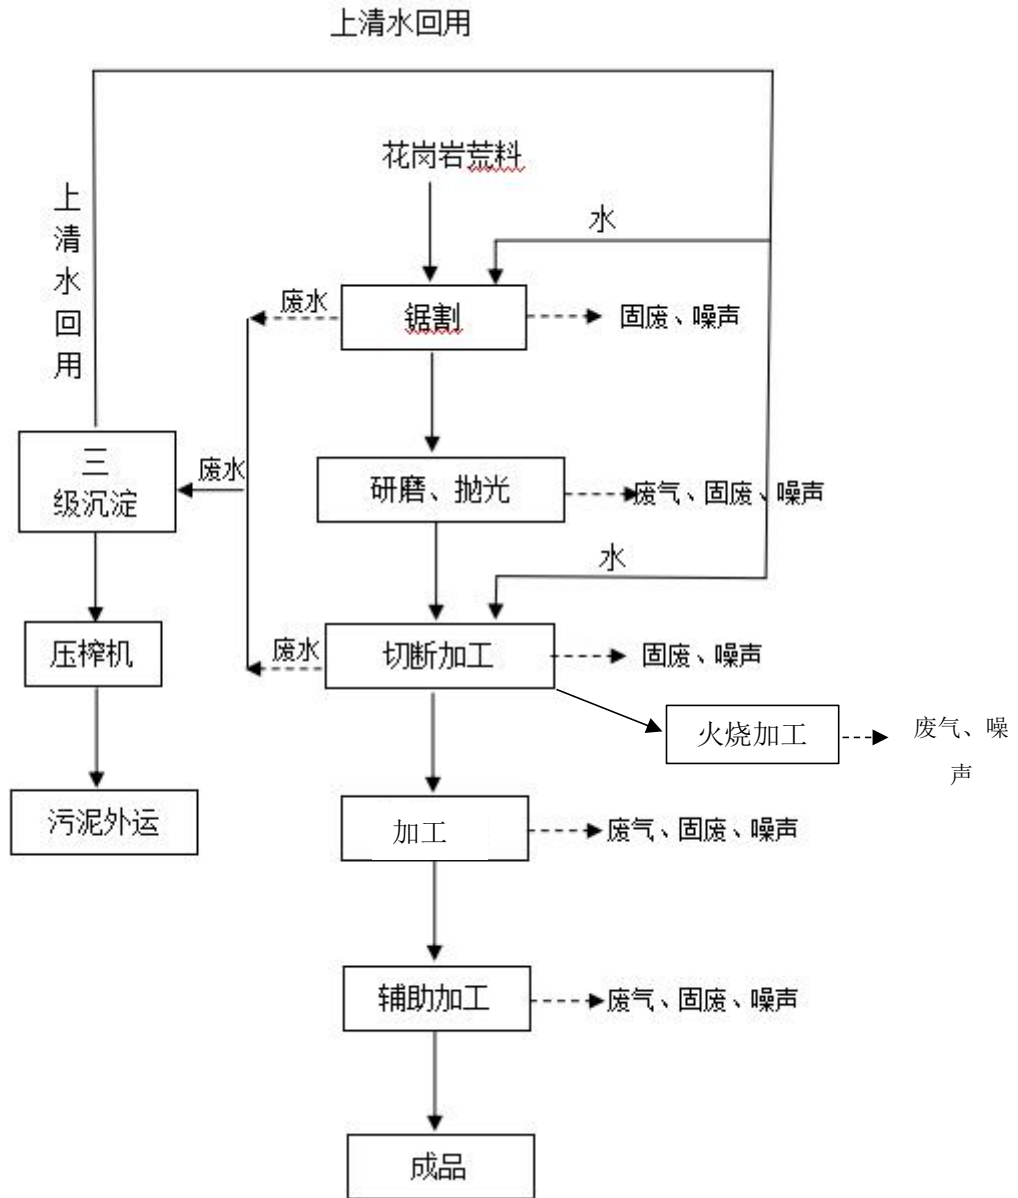 上清水回用
花岗岩荒料
上
清
水
回
用
水
废水
锯割
固废、噪声
三
级沉淀
废水
研磨、抛光
废气、固废、噪声
水
压榨机
废水
切断加工
固废、噪声
火烧加工
废气、噪
声
污泥外运
加工
废气、固废、噪声
辅助加工
废气、固废、噪声
成品